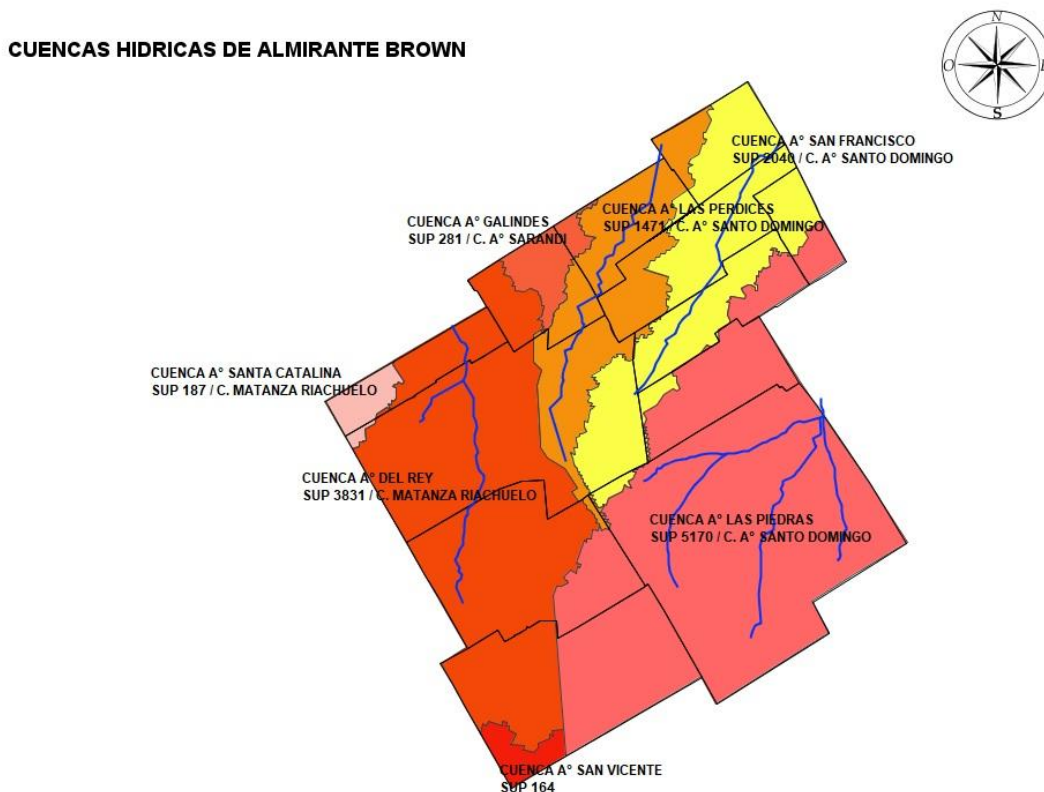 CUENCAS HIDRICAS DE ALMIRANTE BROWN
N
O
E
S
CUENCA A° SAN FRANCISCO
SUP 2040 / C. A° SANTO DOMINGO
CUENCA A° LAS PERDICES
SUP 1471 / C. A° SANTO DOMINGO
CUENCA A° GALINDES
SUP 281 / C. A° SARANDI
CUENCA A° SANTA CATALINA
SUP 187 / C. MATANZA RIACHUELO
CUENCA A° DEL REY
SUP 3831 / C. MATANZA RIACHUELO
CUENCA A° LAS PIEDRAS
SUP 5170 / C. A° SANTO DOMINGO
CUENCA A° SAN VICENTE
SUP 164